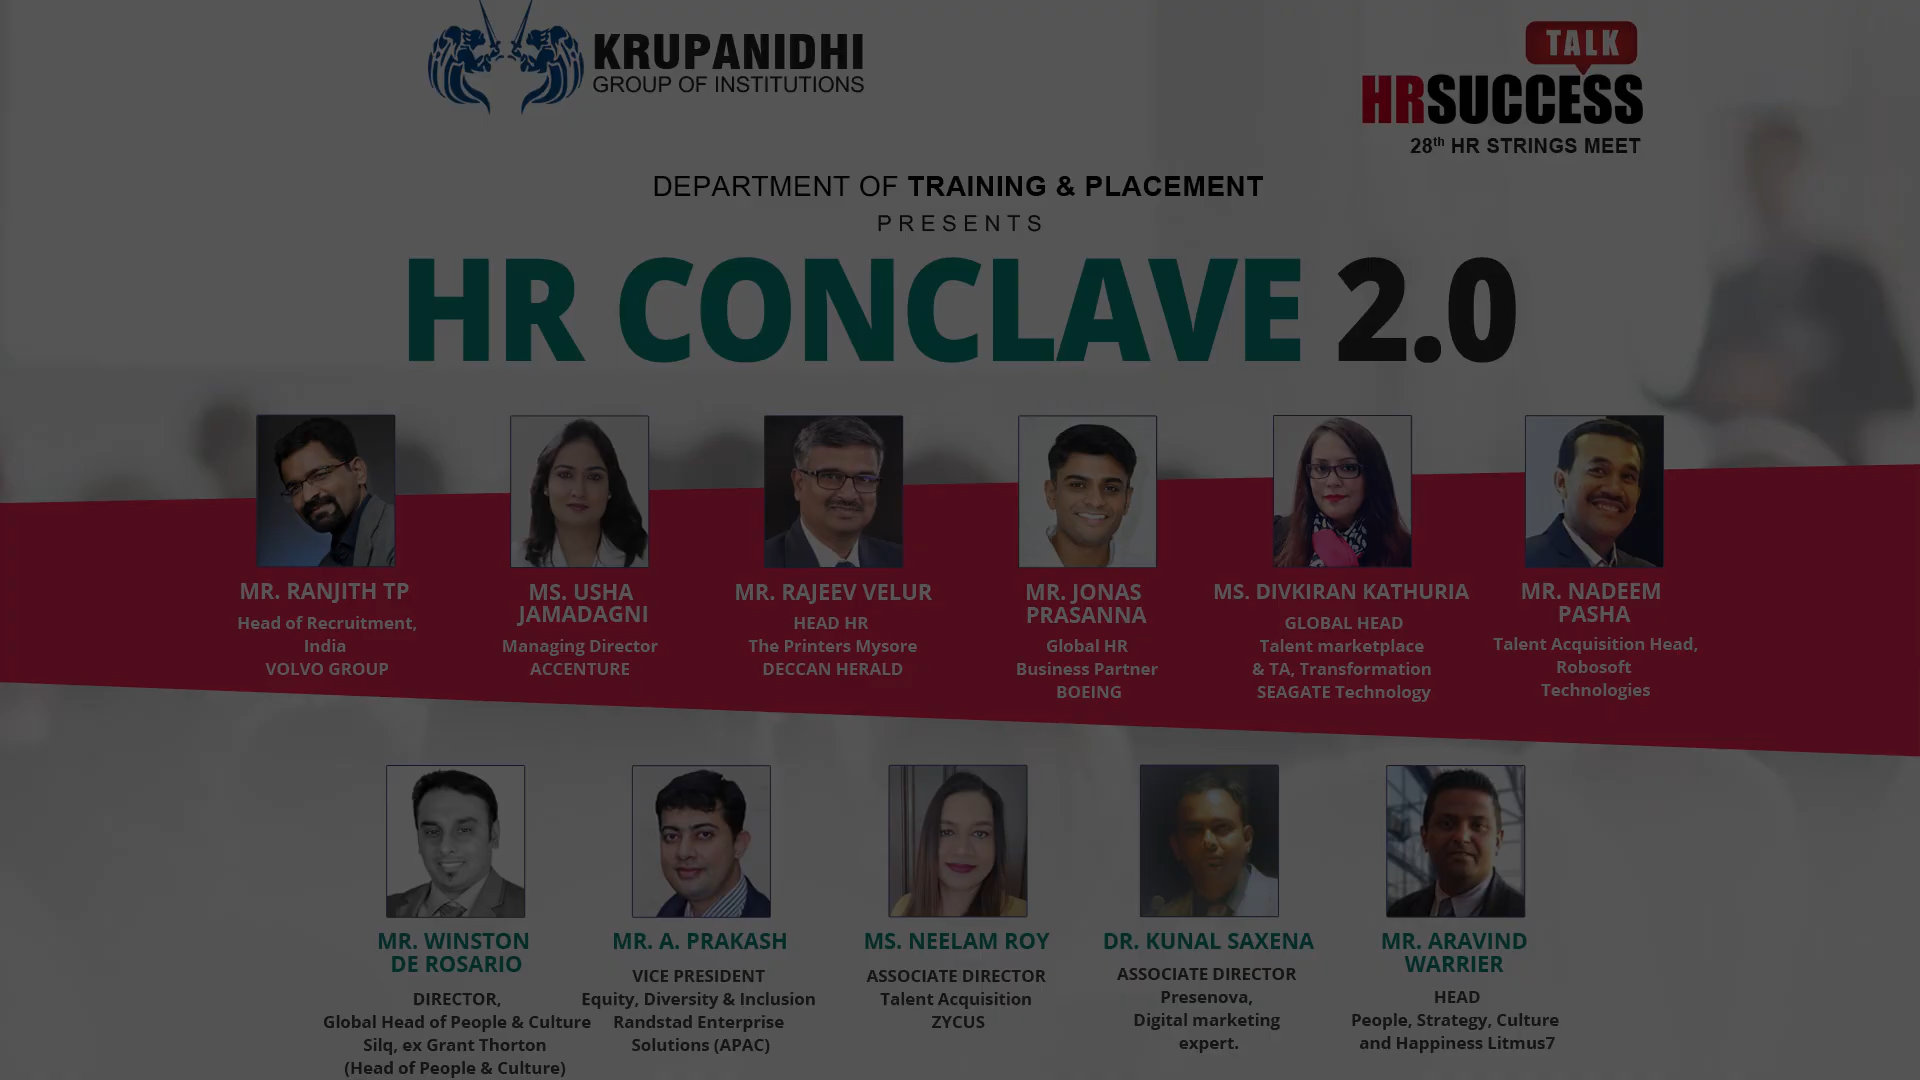 KRUPANIDHI
GROUP OF INSTITUTIONS
TALK
HRSUCCESS
28th HR STRINGS MEET
DEPARTMENT OF TRAINING & PLACEMENT
PRESENTS
HR CONCLAVE 2.0
MR. RANJITH TP
Head of Recruitment,
India
VOLVO GROUP
MS. USHA
JAMADAGNI
Managing Director
ACCENTURE
MR. RAJEEV VELUR
HEAD HR
The Printers Mysore
DECCAN HERALD
MR. JONAS
PRASANNA
Global HR
Business Partner
BOEING
MS. DIVKIRAN KATHURIA
GLOBAL HEAD
Talent marketplace
& TA, Transformation
SEAGATE Technology
MR. NADEEM
PASHA
Talent Acquisition Head,
Robosoft
Technologies
MR. WINSTON
DE ROSARIO
DIRECTOR,
Global Head of People & Culture
Silq, ex Grant Thorton
(Head of People & Culture)
MR. A. PRAKASH
VICE PRESIDENT
Equity, Diversity & Inclusion
Randstad Enterprise
Solutions (APAC)
MS. NEELAM ROY
ASSOCIATE DIRECTOR
Talent Acquisition
ZYCUS
DR. KUNAL SAXENA
ASSOCIATE DIRECTOR
Presenova,
Digital marketing
expert.
MR. ARAVIND
WARRIER
HEAD
People, Strategy, Culture
and Happiness Litmus7